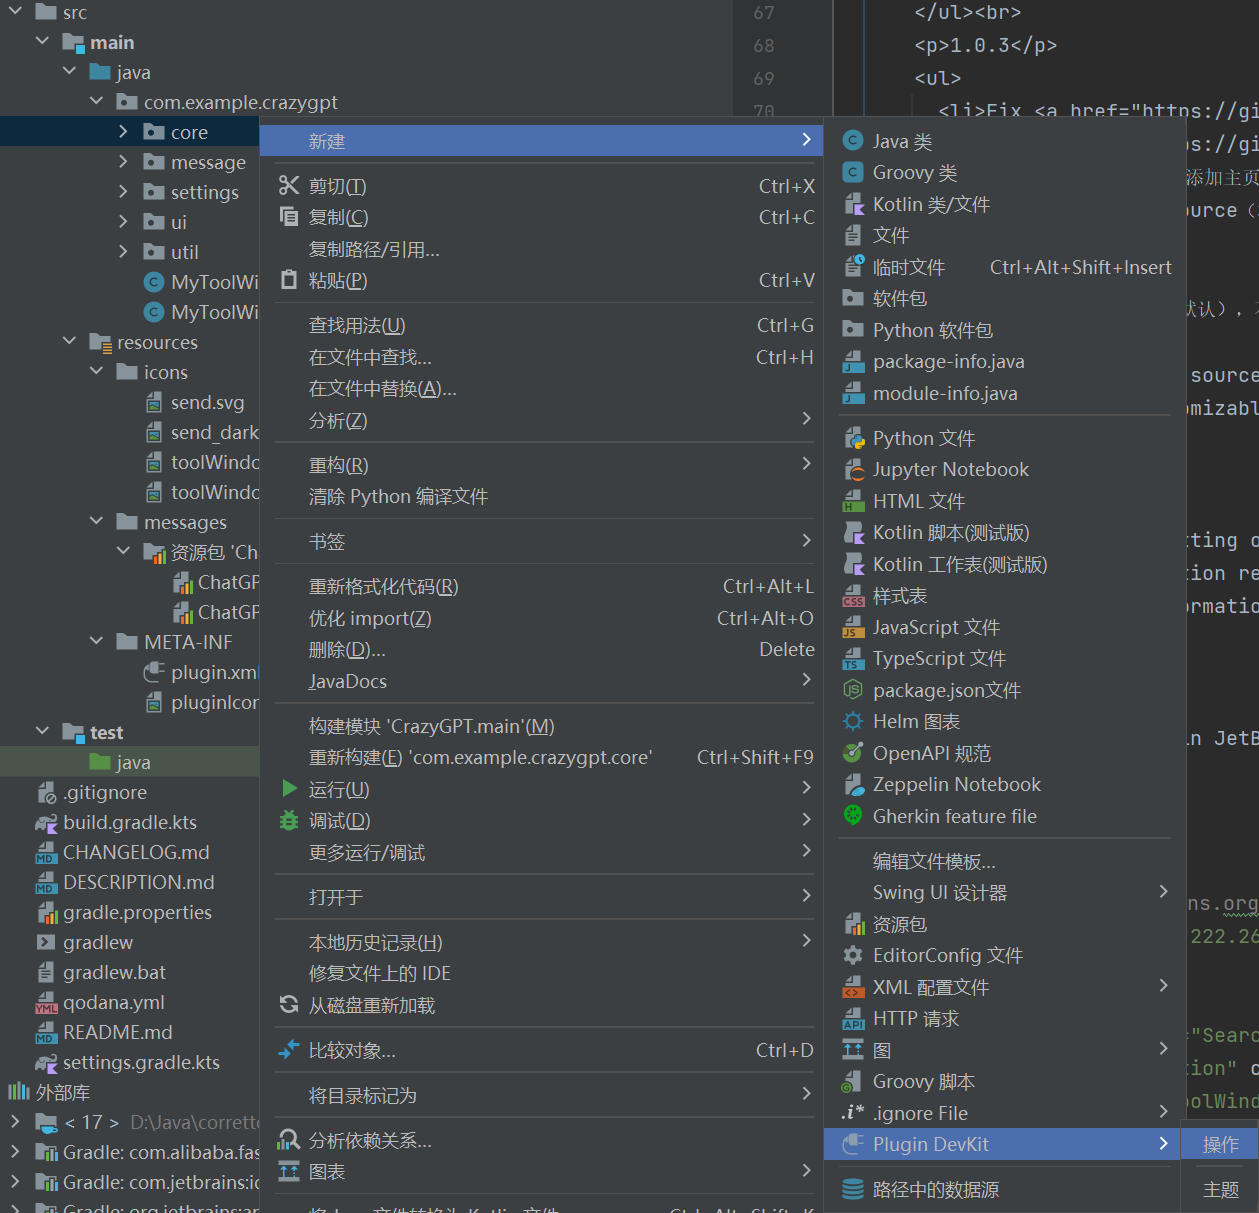 src
main
java
com.example.crazygpt
core
message
settings
ui
util
MyToolWi
MyToolWi
resources
icons
send.svg
send_dark
toolWindo
toolWindo
messages
资源包 'Ch
ChatGP
ChatGP
META-INF
plugin.xml
pluginIcon
test
java
.gitignore
build.gradle.kts
CHANGELOG.md
DESCRIPTION.md
gradle.properties
gradlew
gradlew.bat
qodana.yml
README.md
settings.gradle.kts
外部库
< 17 > D:\Java\corrett
Gradle: com.alibaba.fas
Gradle: com.jetbrains:ic
新建
剪切(T) Ctrl+X
复制(C) Ctrl+C
复制路径/引用...
粘贴(P) Ctrl+V
查找用法(U) Ctrl+G
在文件中查找... Ctrl+H
在文件中替换(A)...
分析(Z)
重构(R)
清除 Python 编译文件
书签
重新格式化代码(R) Ctrl+Alt+L
优化 import(Z) Ctrl+Alt+O
删除(D)... Delete
JavaDocs
构建模块 'CrazyGPT.main'(M)
重新构建(E) 'com.example.crazygpt.core' Ctrl+Shift+F9
运行(U)
调试(D)
更多运行/调试
打开于
本地历史记录(H)
修复文件上的 IDE
从磁盘重新加载
比较对象... Ctrl+D
将目录标记为
分析依赖关系...
图表
Java 类
Groovy 类
Kotlin 类/文件
文件
临时文件 Ctrl+Alt+Shift+Insert
软件包
Python 软件包
package-info.java
module-info.java
Python 文件
Jupyter Notebook
HTML 文件
Kotlin 脚本(测试版)
Kotlin 工作表(测试版)
样式表
JavaScript 文件
TypeScript 文件
package.json文件
Helm 图表
OpenAPI 规范
Zeppelin Notebook
Gherkin feature file
编辑文件模板...
Swing UI 设计器
资源包
EditorConfig 文件
XML 配置文件
HTTP 请求
图
Groovy 脚本
.ignore File
Plugin DevKit
路径中的数据源
操作
主题
67 </ul><br>
68 <p>1.0.3</p>
69 <ul>
70 <li>Fix <a href="https://gi
ps://gi
添加主页
ource（
默认），
source
omizabl
tting o
tion re
ormatio
n JetB
ns.org
222.26
="Searc
tion" c
oolWind